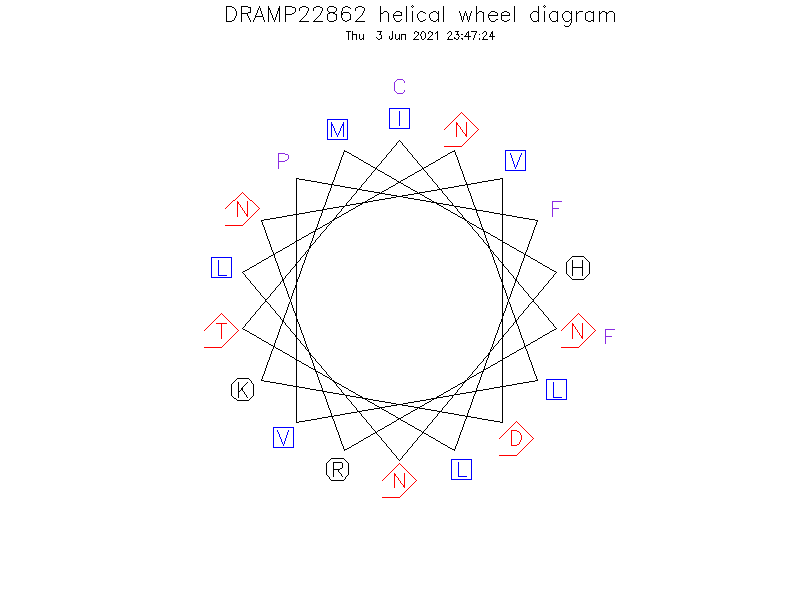 DRAMP22862 helical wheel diagram
Thu 3 Jun 2021 23:47:24
C
M I N
P V
N F
L H
T N F
K L
V D
R L
N